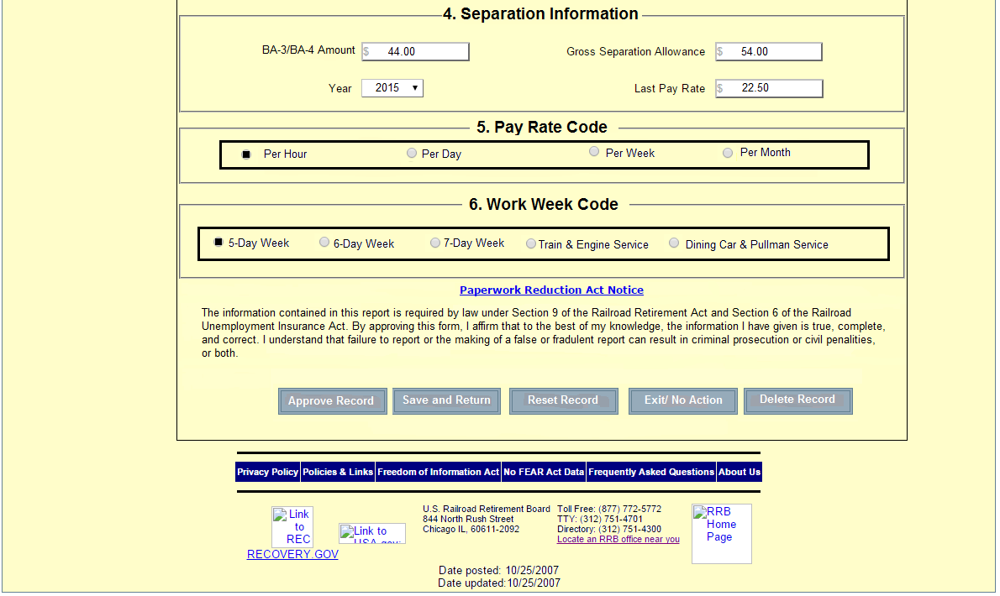 4. Separation Information
BA-3/BA-4 Amount $ 44.00 Gross Separation Allowance $ 54.00
Year 2015 Last Pay Rate $ 22.50
5. Pay Rate Code
Per Hour Per Day Per Week Per Month
6. Work Week Code
5-Day Week 6-Day Week 7-Day Week Train & Engine Service Dining Car & Pullman Service
Paperwork Reduction Act Notice
The information contained in this report is required by law under Section 9 of the Railroad Retirement Act and Section 6 of the Railroad
Unemployment Insurance Act. By approving this form, I affirm that to the best of my knowledge, the information I have given is true, complete,
and correct. I understand that failure to report or the making of a false or fradulent report can result in criminal prosecution or civil penalities,
or both.
Approve Record Save and Return Reset Record Exit/ No Action Delete Record
Privacy Policy Policies & Links Freedom of Information Act No FEAR Act Data Frequently Asked Questions About Us
Link
to
REC
RECOVERY.GOV
Link to
USA.gov:
U.S. Railroad Retirement Board
844 North Rush Street
Chicago IL, 60611-2092
Toll Free: (877) 772-5772
TTY: (312) 751-4701
Directory: (312) 751-4300
Locate an RRB office near you
RRB
Home
Page
Date posted: 10/25/2007
Date updated:10/25/2007